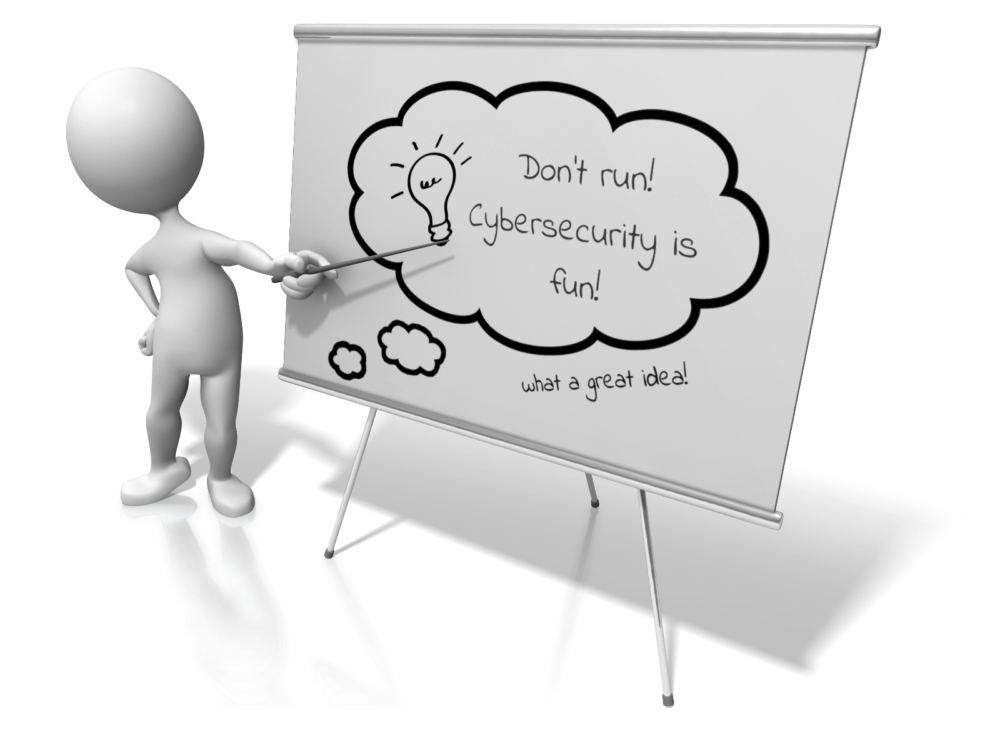 Don't run!
Cybersecurity is
fun!
what a great idea!